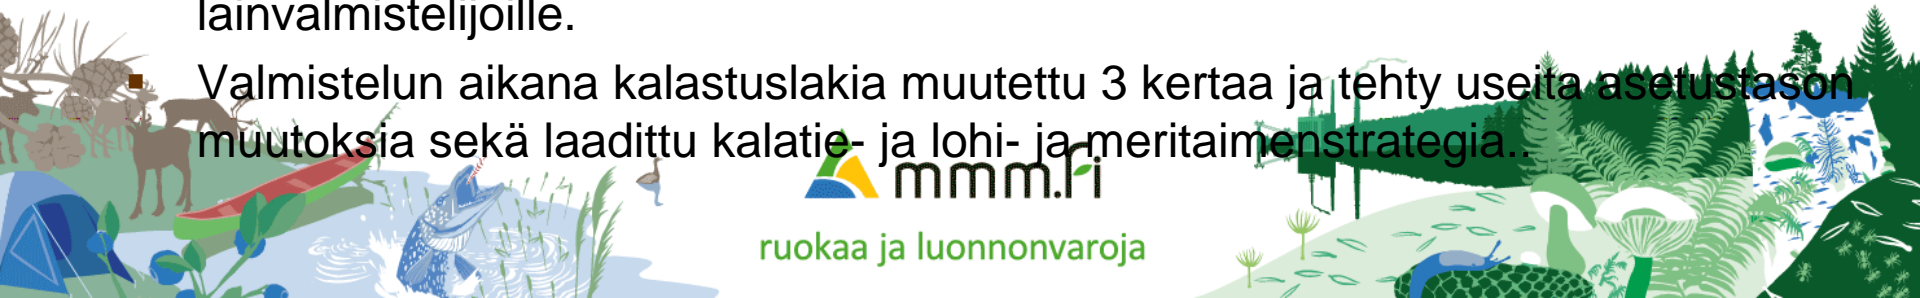 lainvalmistelijoille.
Valmistelun aikana kalastuslakia muutettu 3 kertaa ja tehty useita asetustason
muutoksia sekä laadittu kalatie- ja lohi- ja meritaimenstrategia..
mmm.fi
ruokaa ja luonnonvaroja